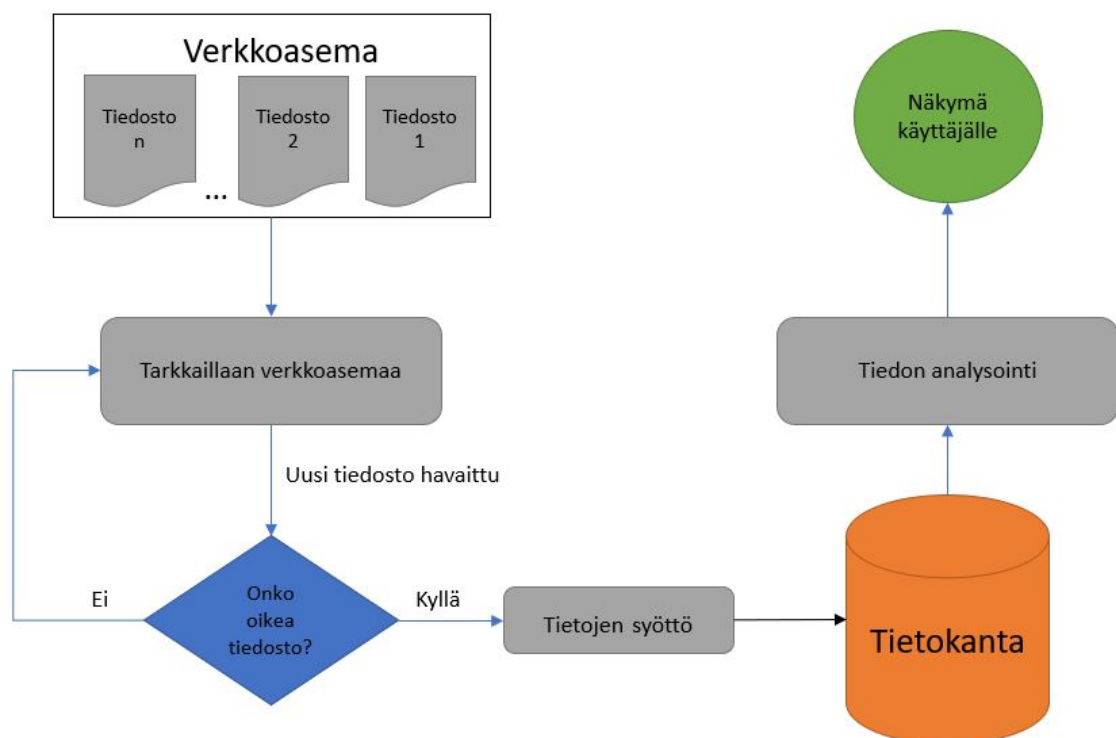 Verkkoasema
Tiedosto
n
...
Tiedosto
2
Tiedosto
1
Tarkkaillaan verkkoasemaa
Uusi tiedosto havaittu
Ei
Onko
oikea
tiedosto?
Kyllä
Tietojen syöttö
Tietokanta
Tiedon analysointi
Näkymä
käyttäjälle